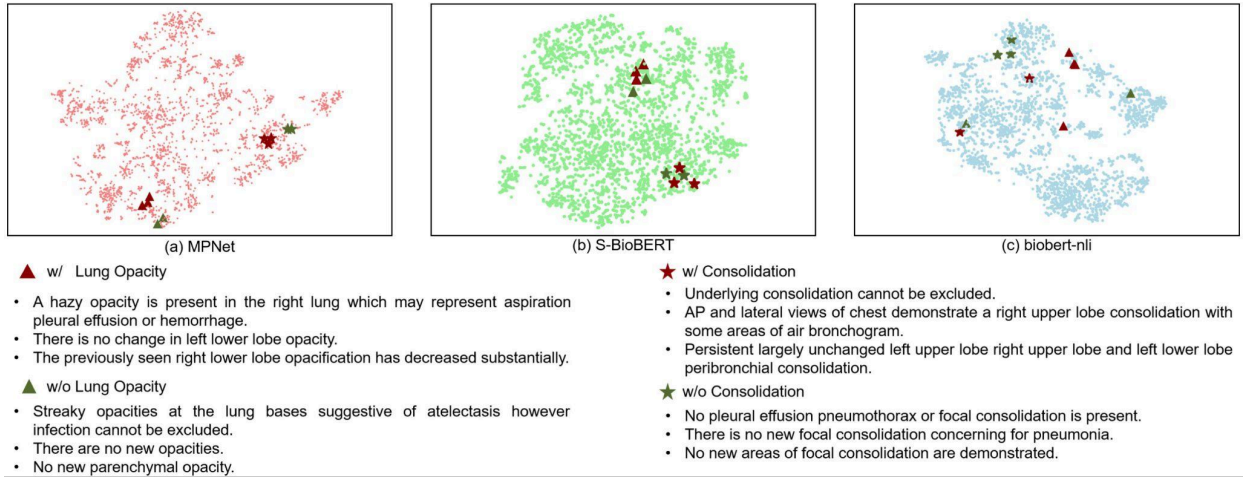 (a) MPNet
(b) S-BioBERT
(c) biobert-nli
w/ Lung Opacity
• A hazy opacity is present in the right lung which may represent aspiration
pleural effusion or hemorrhage.
• There is no change in left lower lobe opacity.
• The previously seen right lower lobe opacification has decreased substantially.
w/o Lung Opacity
• Streaky opacities at the lung bases suggestive of atelectasis however
infection cannot be excluded.
• There are no new opacities.
• No new parenchymal opacity.
w/ Consolidation
• Underlying consolidation cannot be excluded.
• AP and lateral views of chest demonstrate a right upper lobe consolidation with
some areas of air bronchogram.
• Persistent largely unchanged left upper lobe right upper lobe and left lower lobe
peribronchial consolidation.
w/o Consolidation
• No pleural effusion pneumothorax or focal consolidation is present.
• There is no new focal consolidation concerning for pneumonia.
• No new areas of focal consolidation are demonstrated.